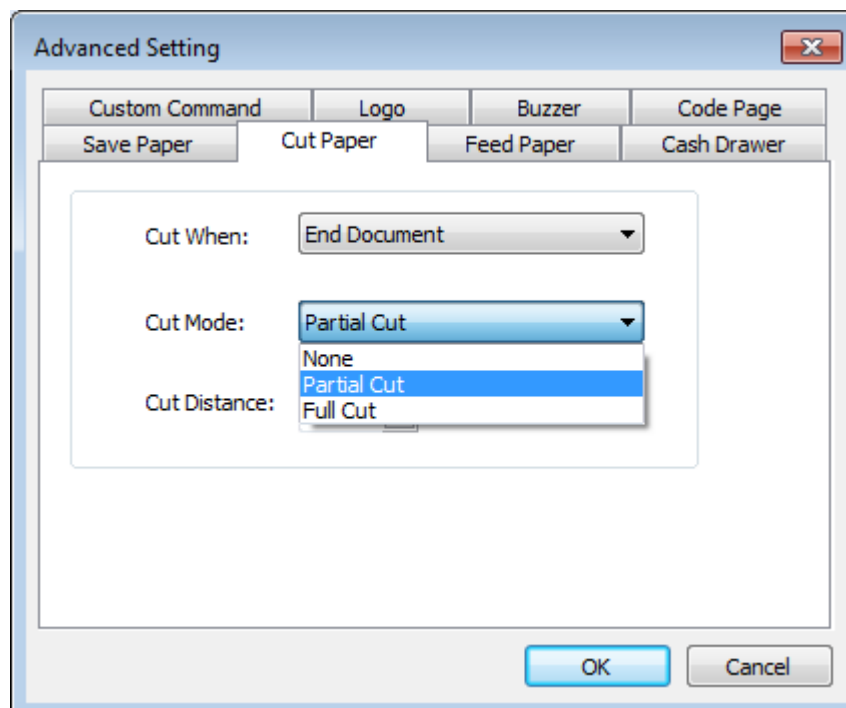 Advanced Setting
Custom Command Logo Buzzer Code Page
Save Paper Cut Paper Feed Paper Cash Drawer
Cut When: End Document
Cut Mode: Partial Cut
None
Partial Cut
Cut Distance: Full Cut
OK Cancel